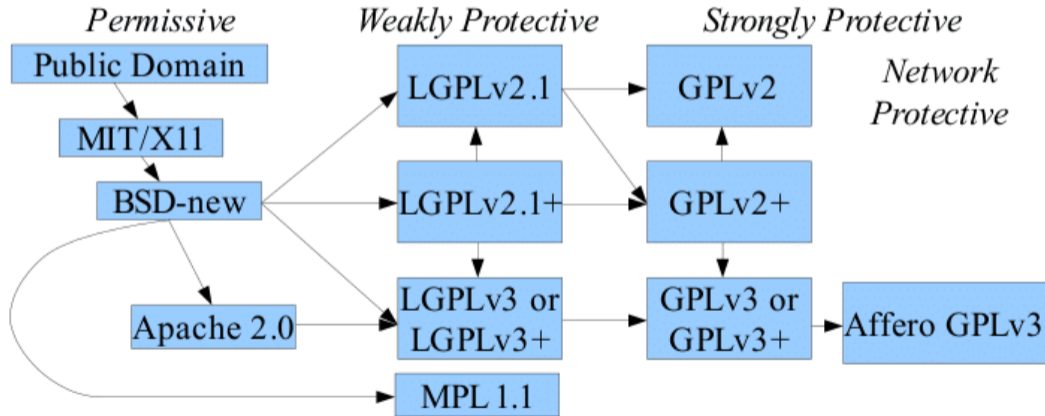 Permissive
Weakly Protective
Strongly Protective
Network
Protective
Public Domain
MIT/X11
BSD-new
Apache 2.0
LGPLv2.1
LGPLv2.1+
LGPLv3 or
LGPLv3+
MPL 1.1
GPLv2
GPLv2+
GPLv3 or
GPLv3+
Affero GPLv3